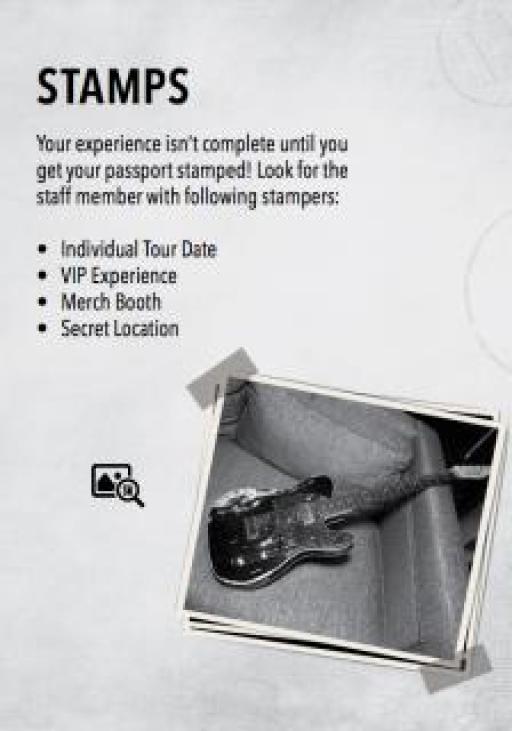 STAMPS
Your experience isn't complete until you
get your passport stamped! Look for the
staff member with following stampers:
• Individual Tour Date
• VIP Experience
• Merch Booth
• Secret Location